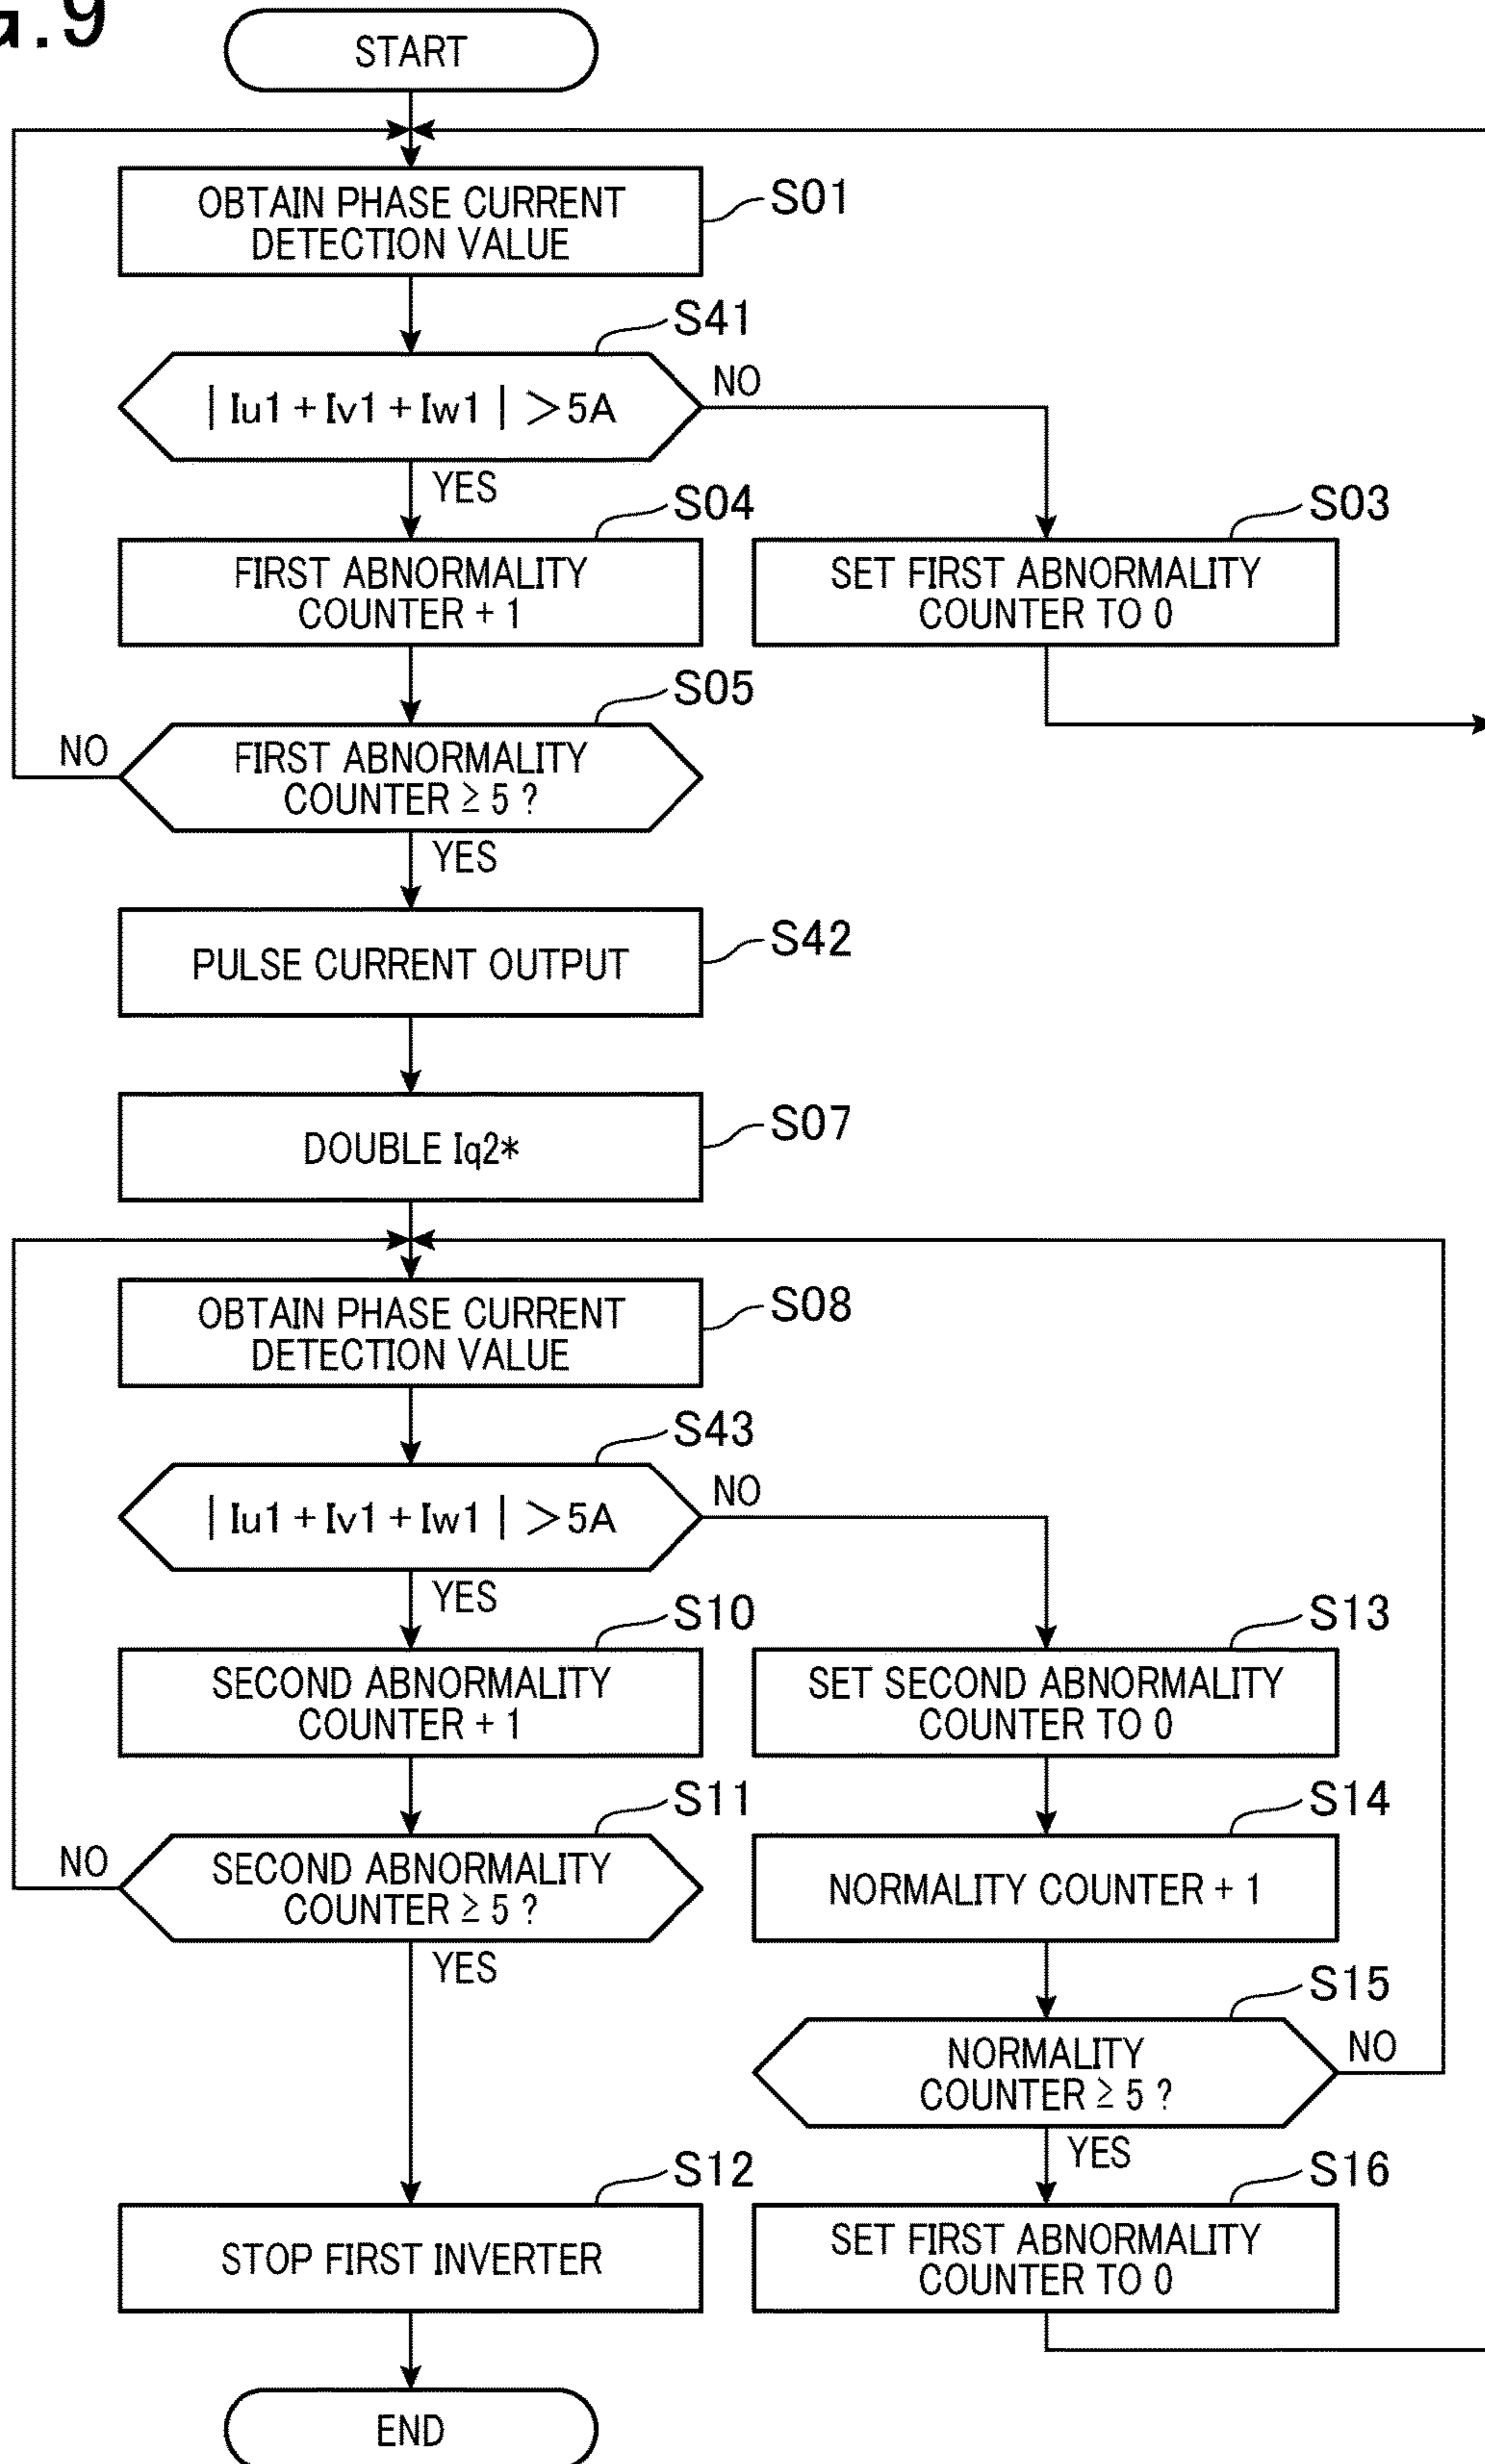 G.9
START
OBTAIN PHASE CURRENT
DETECTION VALUE
S01
S41
| Iu1 + Iv1 + Iw1 | > 5A
NO
YES
S04
FIRST ABNORMALITY
COUNTER + 1
S03
SET FIRST ABNORMALITY
COUNTER TO 0
S05
NO
FIRST ABNORMALITY
COUNTER ≥ 5 ?
YES
PULSE CURRENT OUTPUT
S42
DOUBLE Iq2*
S07
OBTAIN PHASE CURRENT
DETECTION VALUE
S08
S43
| Iu1 + Iv1 + Iw1 | > 5A
NO
YES
S10
SECOND ABNORMALITY
COUNTER + 1
S13
SET SECOND ABNORMALITY
COUNTER TO 0
S11
NO
SECOND ABNORMALITY
COUNTER ≥ 5 ?
YES
S14
NORMALITY COUNTER + 1
S15
NORMALITY
COUNTER ≥ 5 ?
NO
YES
S12
STOP FIRST INVERTER
S16
SET FIRST ABNORMALITY
COUNTER TO 0
END